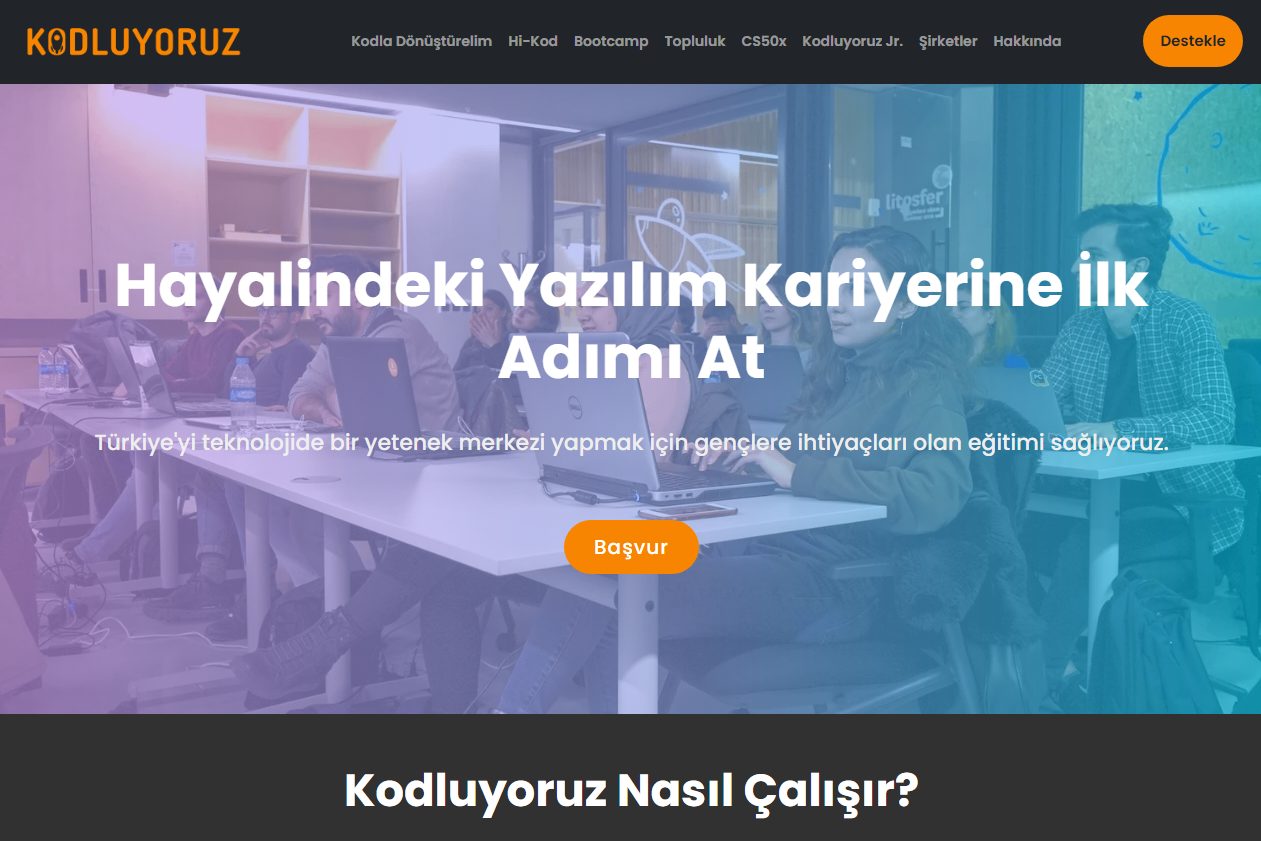 KODLUYORUZ
Kodla Dönüştürelim Hi-Kod Bootcamp Topluluk CS50x Kodluyoruz Jr. Şirketler Hakkında
Destekle
litosfer
Hayalindeki Yazılım Kariyerine İlk
Adımı At
Türkiye'yi teknolojide bir yetenek merkezi yapmak için gençlere ihtiyaçları olan eğitimi sağlıyoruz.
DELL
Başvur
Kodluyoruz Nasıl Çalışır?